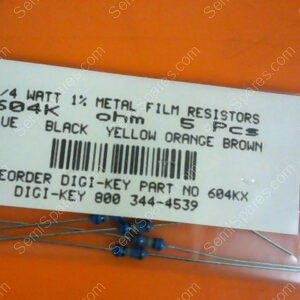 /4 WATT 1% METAL FILM RESISTORS
604K ohm 5 Pcs
UE BLACK YELLOW ORANGE BROWN
EORDER DIGI-KEY PART NO 604KX
DIGI-KEY 800 344-4539